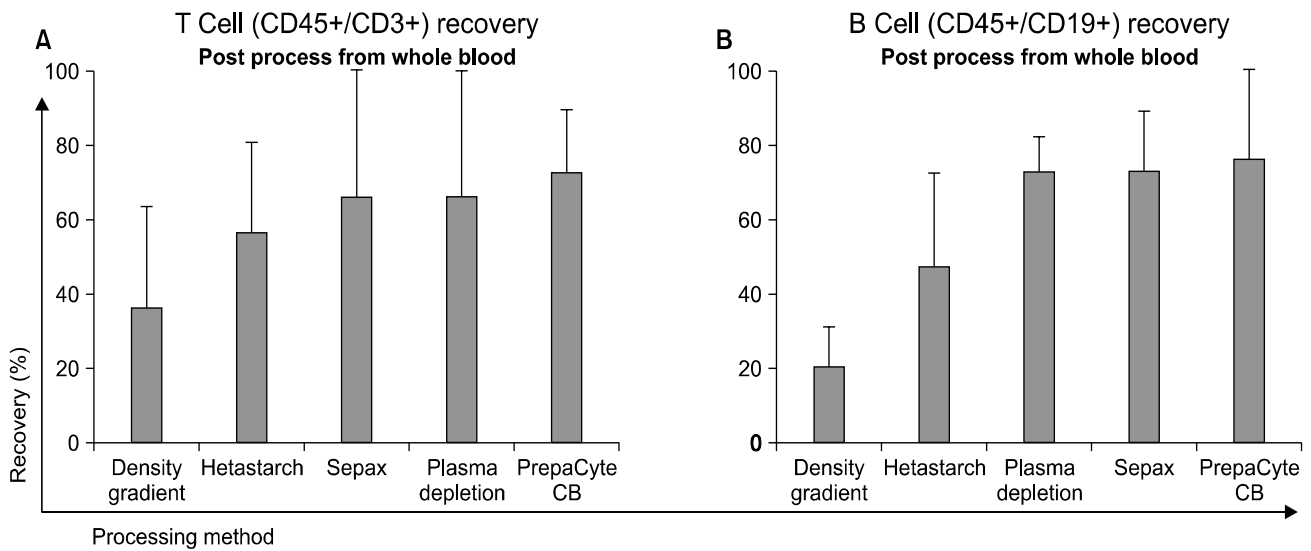 A
T Cell (CD45+/CD3+) recovery
Post process from whole blood
100
80
60
40
20
0
Density
gradient
Hetastarch
Sepax
Plasma
depletion
PrepaCyte
CB
B
B Cell (CD45+/CD19+) recovery
Post process from whole blood
100
80
60
40
20
0
Density
gradient
Hetastarch
Plasma
depletion
Sepax
PrepaCyte
CB
Recovery (%)
Processing method